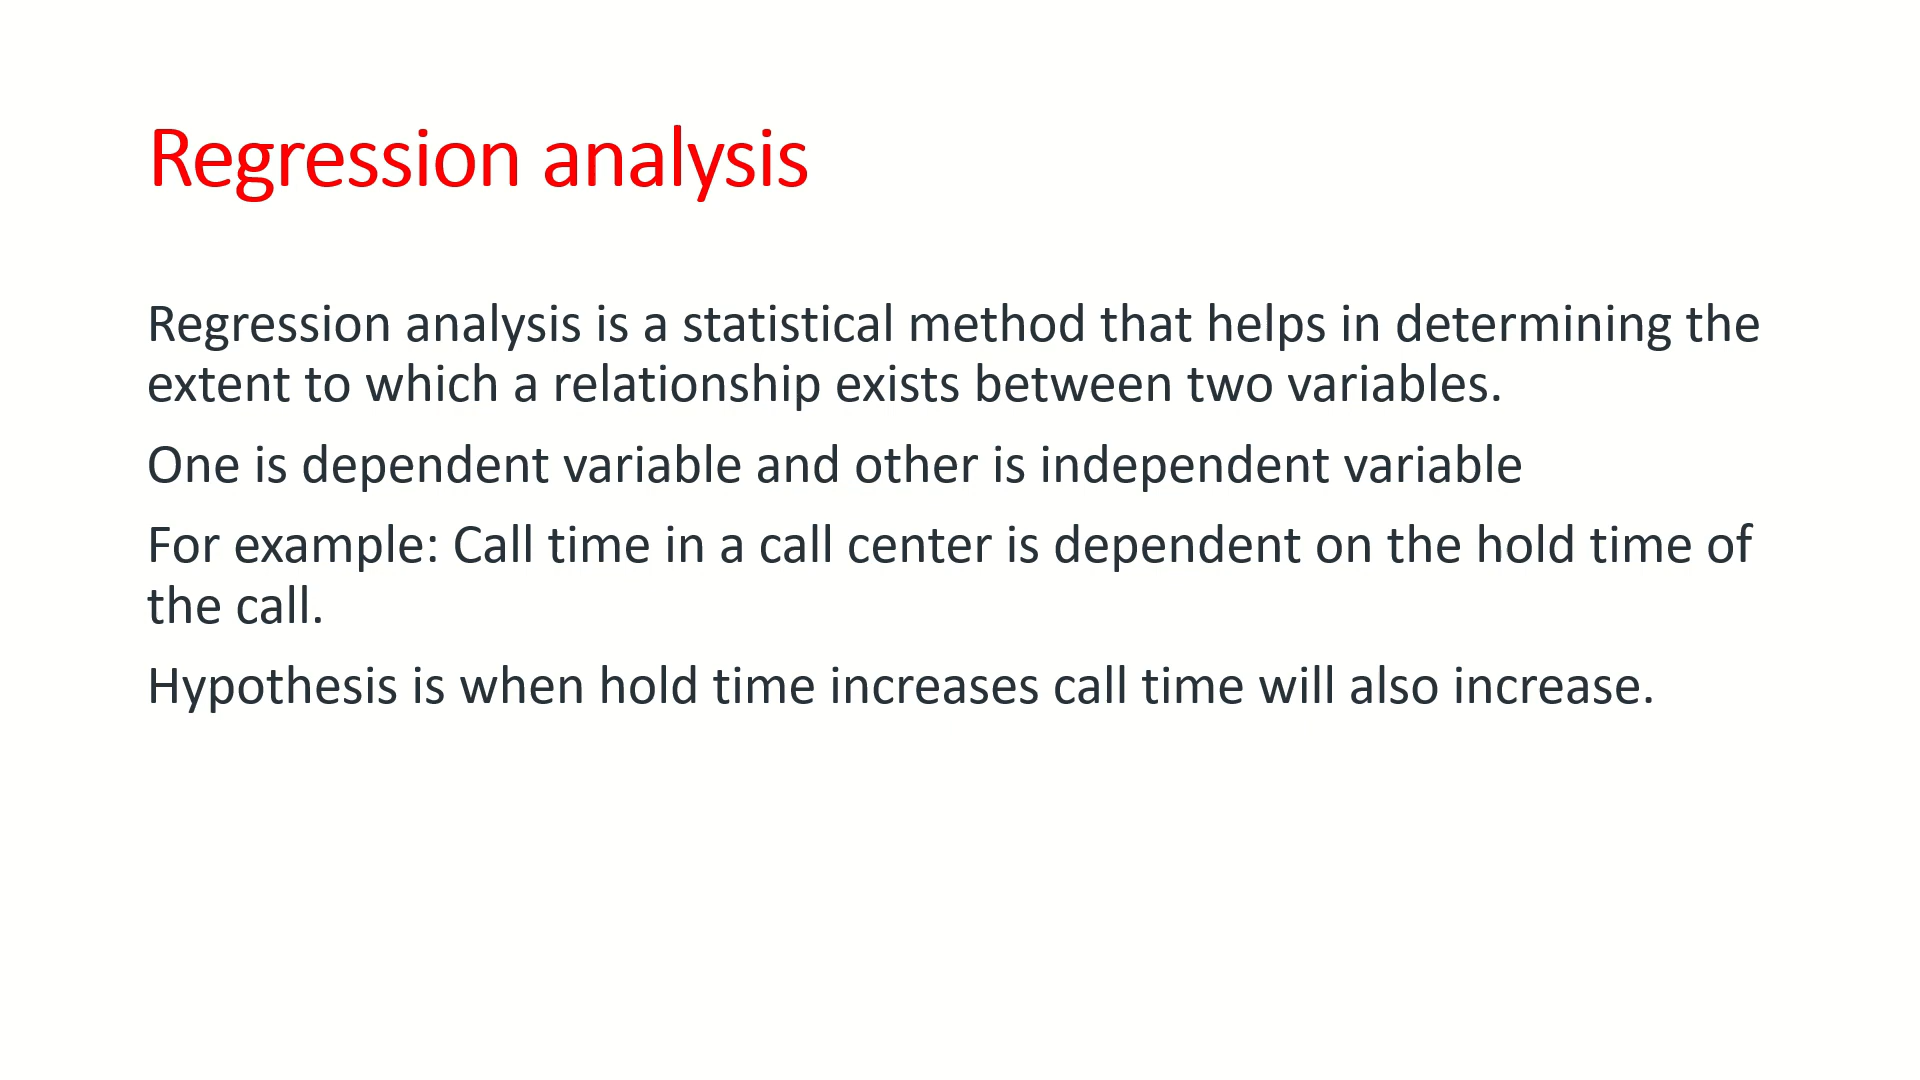 Regression analysis
Regression analysis is a statistical method that helps in determining the
extent to which a relationship exists between two variables.
One is dependent variable and other is independent variable
For example: Call time in a call center is dependent on the hold time of
the call.
Hypothesis is when hold time increases call time will also increase.